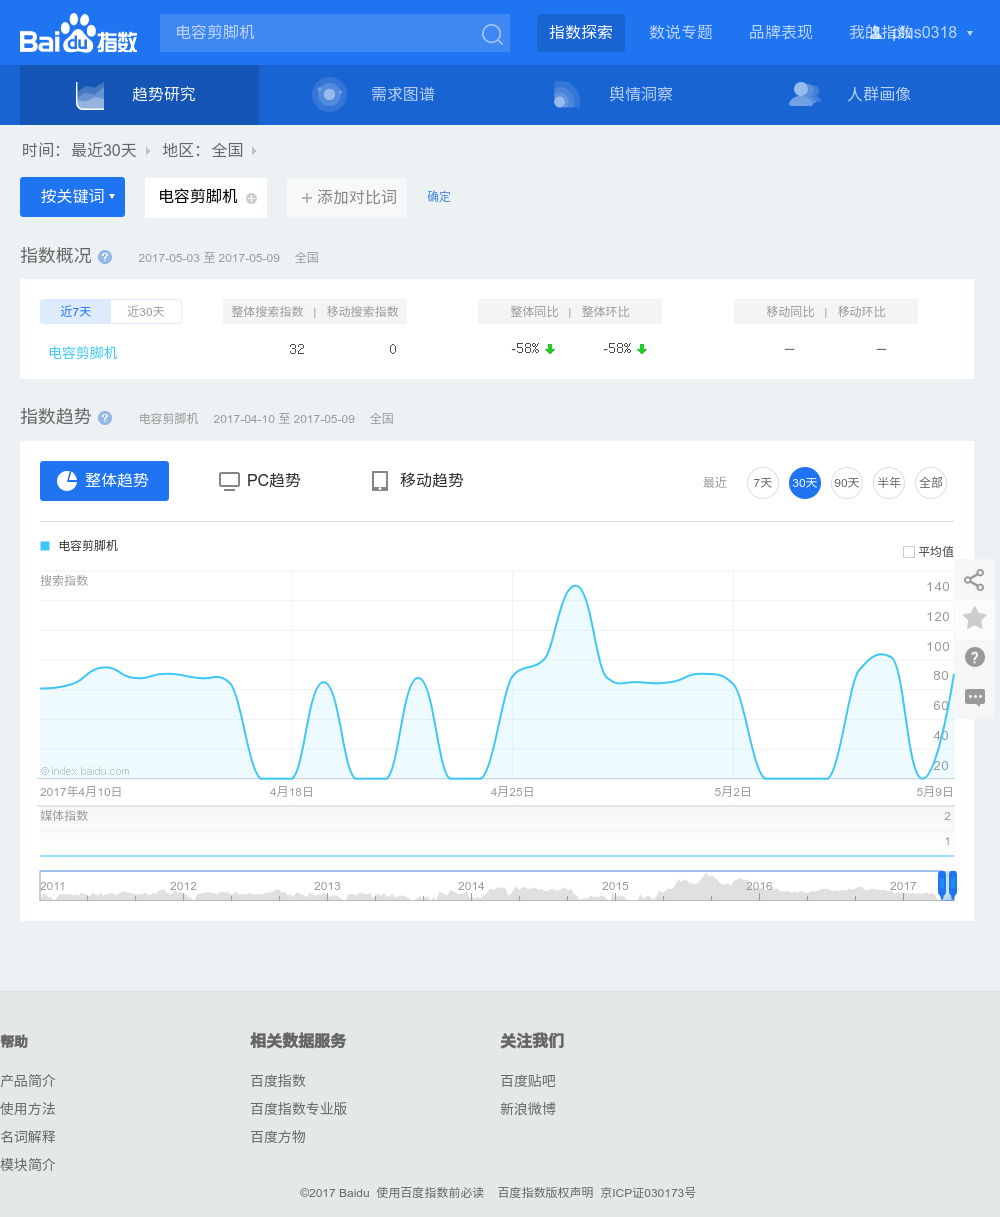 Bai du 指数 电容剪脚机 指数探索 数说专题 品牌表现 我的指数 plus0318
趋势研究 需求图谱 舆情洞察 人群画像
时间： 最近30天 地区： 全国
按关键词 电容剪脚机 +添加对比词 确定
指数概况 ? 2017-05-03 至 2017-05-09 全国
近7天 近30天 整体搜索指数 | 移动搜索指数 整体同比 | 整体环比 移动同比 | 移动环比
电容剪脚机 32 0 -58% -58% — —
指数趋势 ? 电容剪脚机 2017-04-10 至 2017-05-09 全国
整体趋势 PC趋势 移动趋势 最近 7天 30天 90天 半年 全部
电容剪脚机
平均值
搜索指数
140
120
100
80
60
40
20
©index.baidu.com
2017年4月10日 4月18日 4月25日 5月2日 5月9日
媒体指数 2
1
2011 2012 2013 2014 2015 2016 2017
帮助 相关数据服务 关注我们
产品简介 百度指数 百度贴吧
使用方法 百度指数专业版 新浪微博
名词解释 百度方物
模块简介
©2017 Baidu 使用百度指数前必读 百度指数版权声明 京ICP证030173号